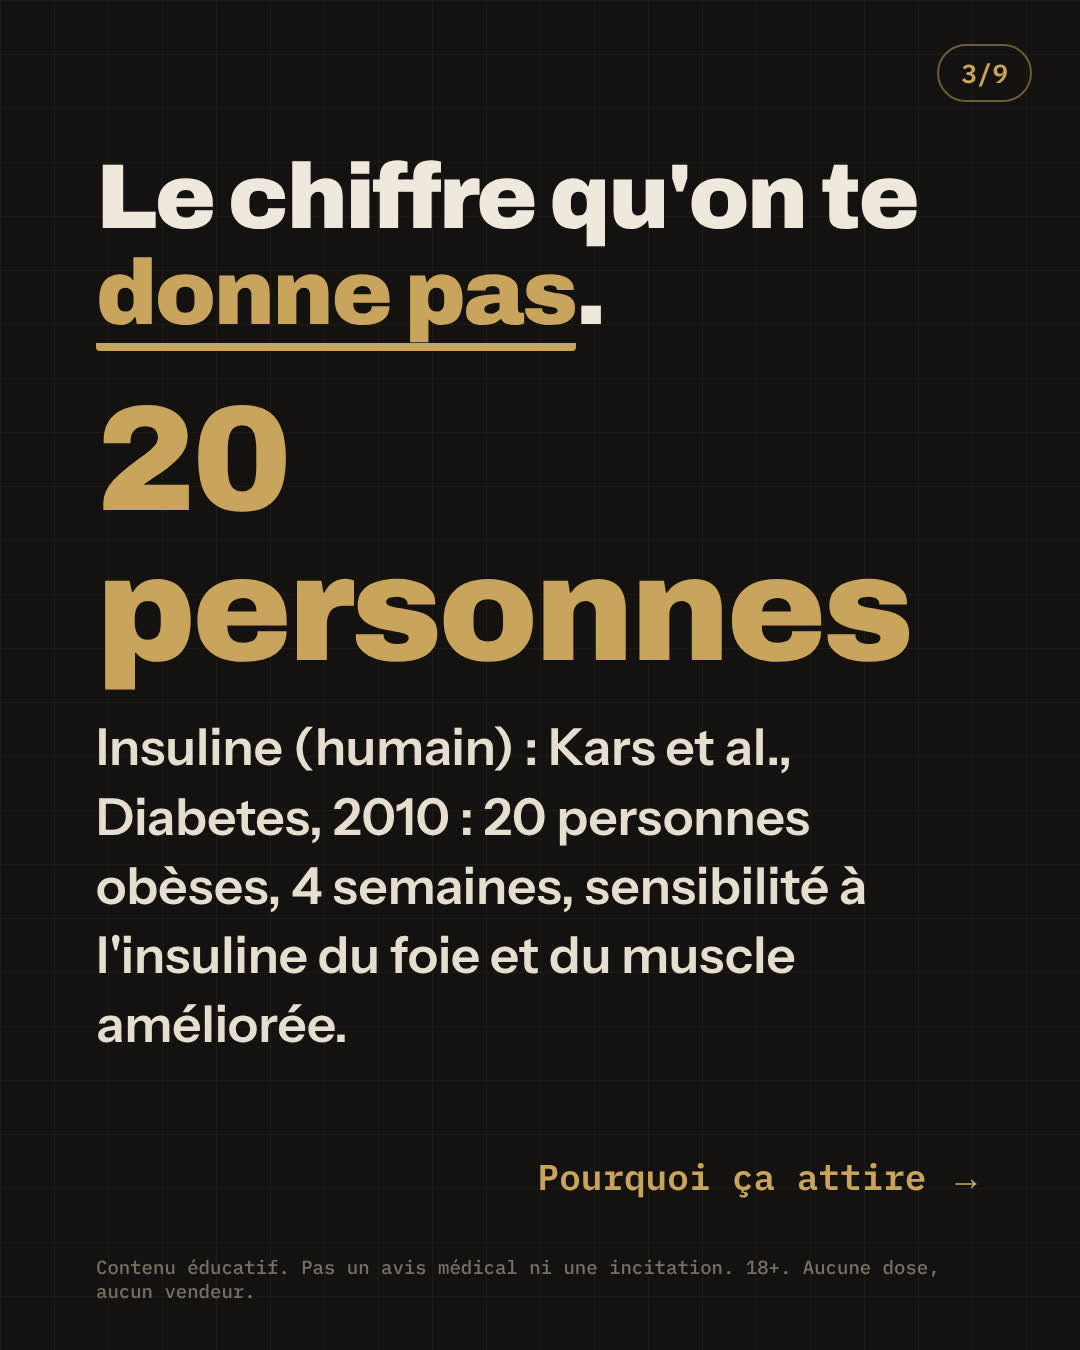 3/9
Le chiffre qu'on te
donne pas.
20
personnes
Insuline (humain) : Kars et al.,
Diabetes, 2010 : 20 personnes
obèses, 4 semaines, sensibilité à
l'insuline du foie et du muscle
améliorée.
Pourquoi ça attire →
Contenu éducatif. Pas un avis médical ni une incitation. 18+. Aucune dose,
aucun vendeur.